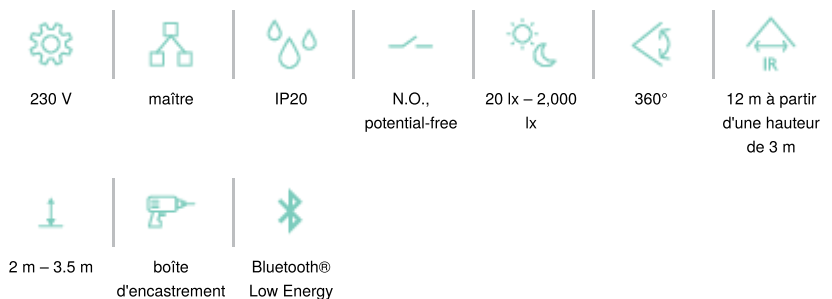 230 V
maître
IP20
N.O.,
potential-free
20 lx – 2,000
lx
360°
IR
12 m à partir
d'une hauteur
de 3 m
2 m – 3.5 m
boîte
d'encastrement
Bluetooth®
Low Energy